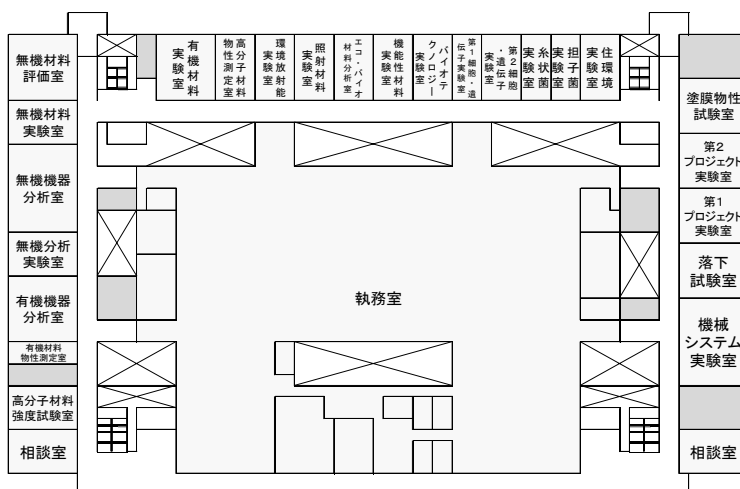 無機材料
評価室
無機材料
実験室
無機機器
分析室
無機分析
実験室
有機機器
分析室
有機材料
物性測定室
高分子材料
強度試験室
相談室
有機材料
実験室
高分子材料
物性測定室
環境放射能
実験室
照射材料
実験室
エコ・バイオ
材料分析室
機能性材料
実験室
バイオテ
クノロジー
実験室
第1細胞・遺
伝子実験室
第2細胞
・遺伝子
実験室
糸状菌
実験室
担子菌
実験室
住環境
実験室
塗膜物性
試験室
第2
プロジェクト
実験室
第1
プロジェクト
実験室
落下
試験室
機械
システム
実験室
相談室
執務室